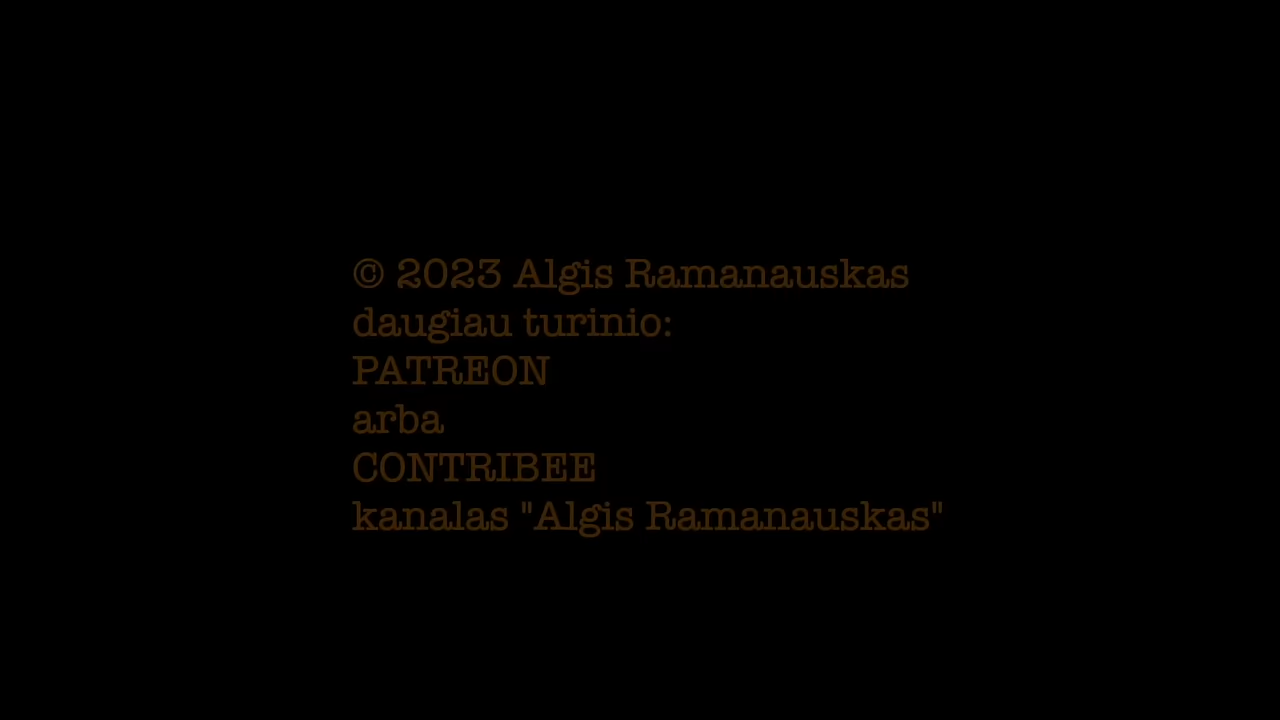 © 2023 Algis Ramanauskas
daugiau turinio:
PATREON
arba
CONTRIBEE
kanalas "Algis Ramanauskas"